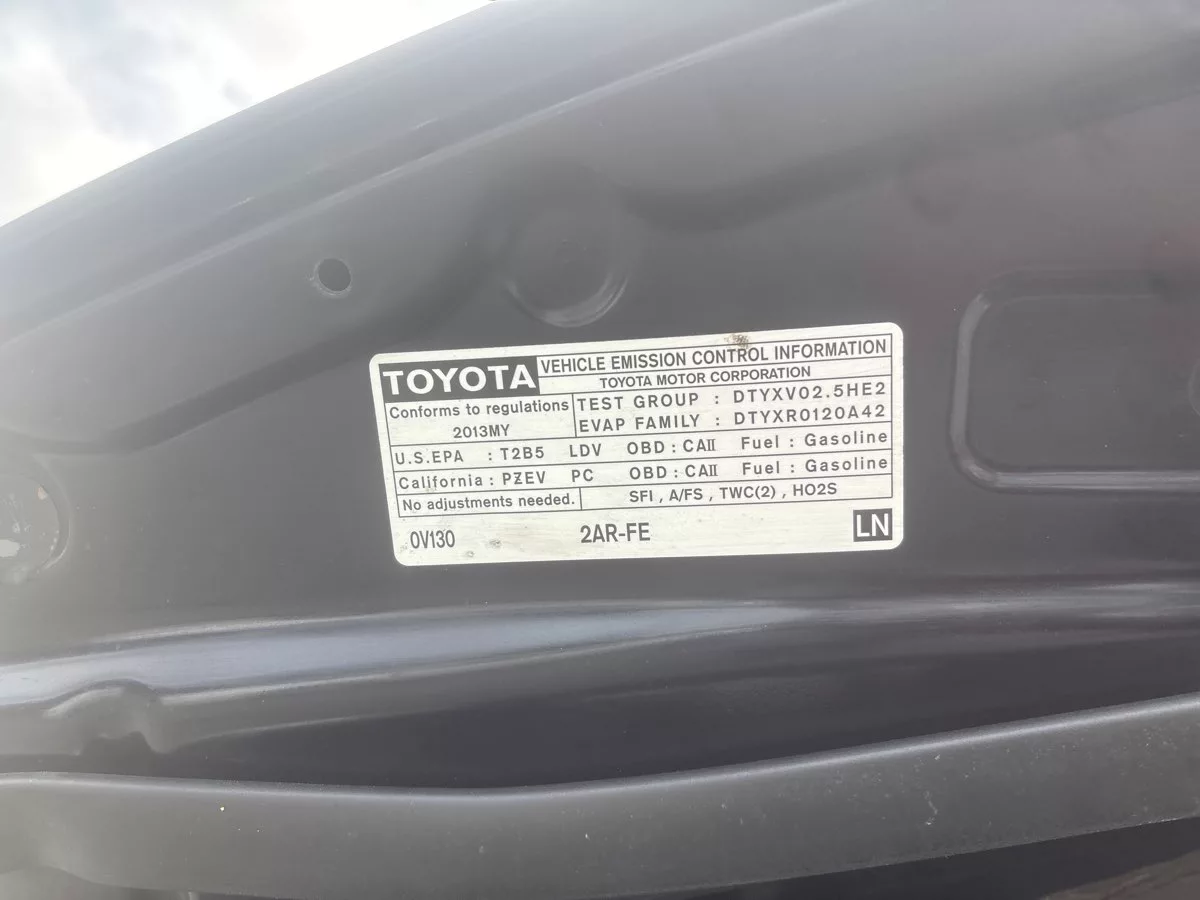 TOYOTA VEHICLE EMISSION CONTROL INFORMATION
TOYOTA MOTOR CORPORATION
Conforms to regulations
2013MY
TEST GROUP : DTYXV02.5HE2
EVAP FAMILY : DTYXR0120A42
U.S.EPA : T2B5 LDV OBD : CAII Fuel : Gasoline
California : PZEV PC OBD : CAII Fuel : Gasoline
No adjustments needed. SFI , A/FS , TWC(2) , HO2S
0V130 2AR-FE LN